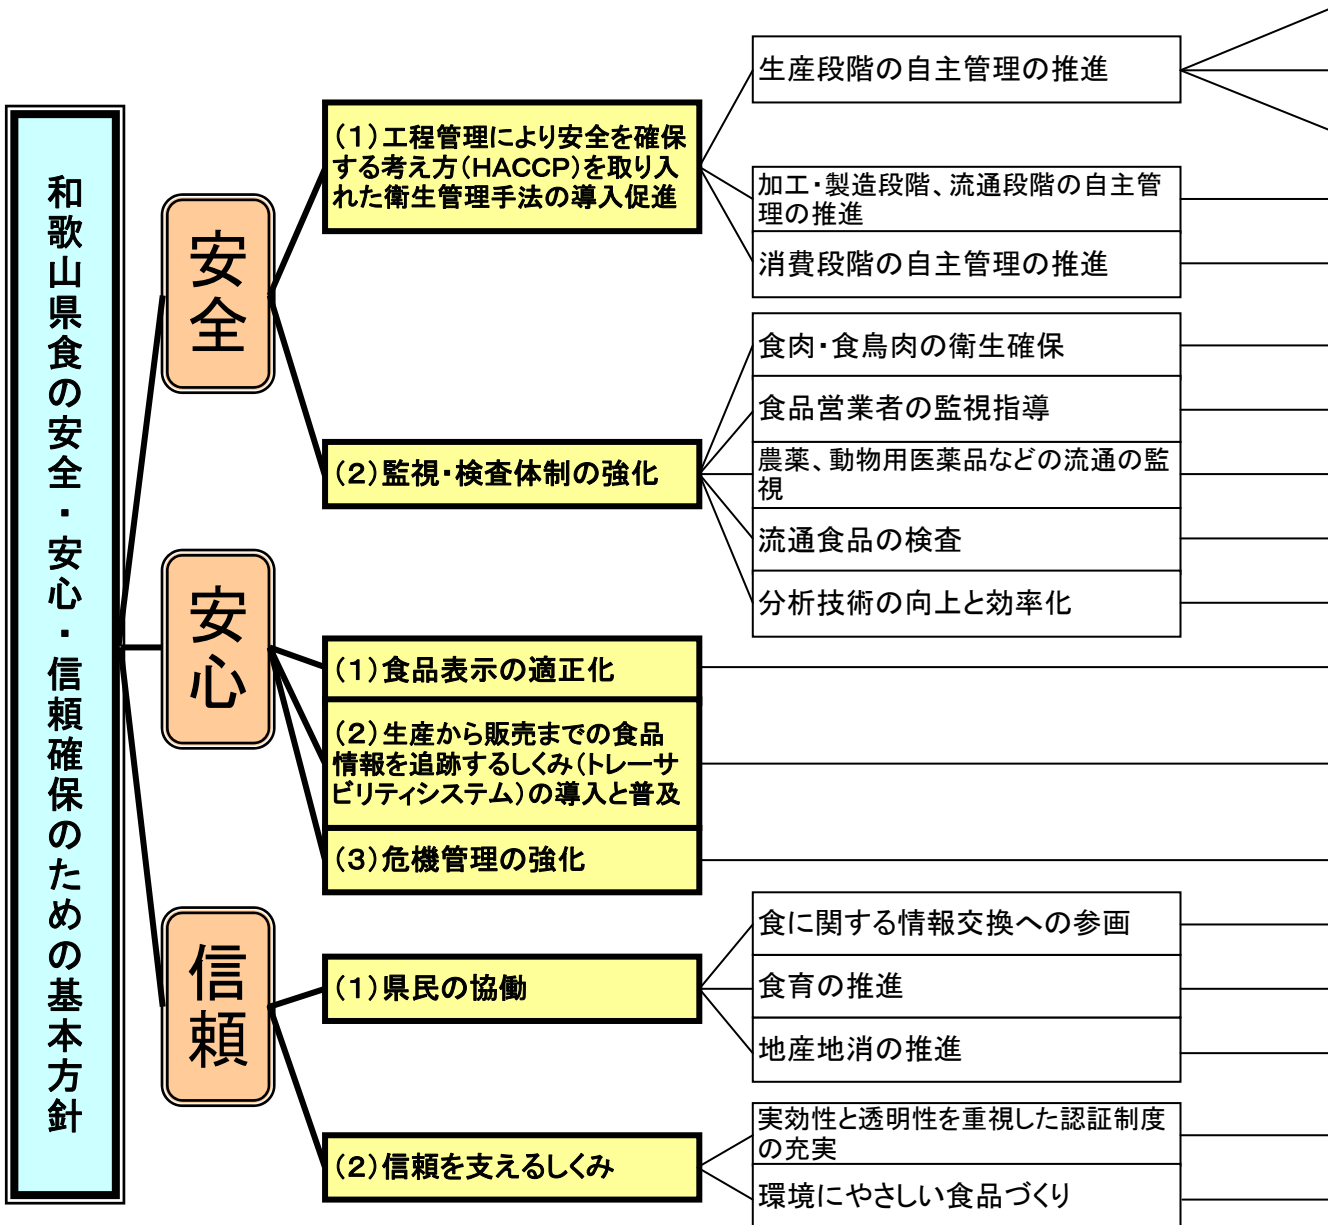 和歌山県食の安全・安心・信頼確保のための基本方針
安全
(1)工程管理により安全を確保
する考え方(HACCP)を取り入
れた衛生管理手法の導入促進
生産段階の自主管理の推進
加工・製造段階、流通段階の自主管
理の推進
消費段階の自主管理の推進
(2)監視・検査体制の強化
食肉・食鳥肉の衛生確保
食品営業者の監視指導
農薬、動物用医薬品などの流通の監
視
流通食品の検査
分析技術の向上と効率化
安心
(1)食品表示の適正化
(2)生産から販売までの食品
情報を追跡するしくみ(トレーサ
ビリティシステム)の導入と普及
(3)危機管理の強化
信頼
(1)県民の協働
食に関する情報交換への参画
食育の推進
地産地消の推進
(2)信頼を支えるしくみ
実効性と透明性を重視した認証制度
の充実
環境にやさしい食品づくり